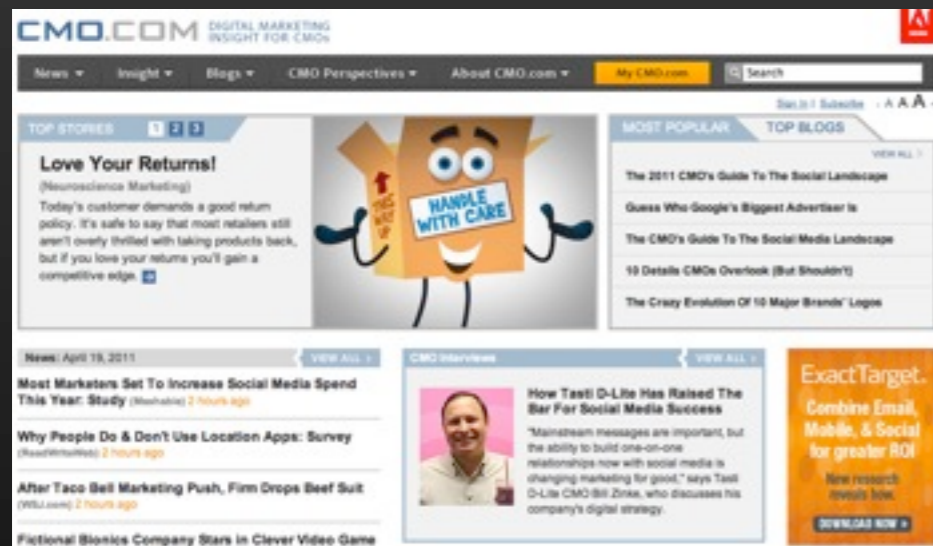 CMO.COM DIGITAL MARKETING
INSIGHT FOR CMOs
News Insight Blogs CMO Perspectives About CMO.com My CMO.com Search
Sign In | Subscribe A A A
TOP STORIES 1 2 3
Love Your Returns!
(Neuroscience Marketing)
Today's customer demands a good return
policy. It's safe to say that most retailers still
aren't overly thrilled with taking products back,
but if you love your returns you'll gain a
competitive edge.
THIS WAY UP
HANDLE
WITH CARE
MOST POPULAR TOP BLOGS
VIEW ALL >
The 2011 CMO's Guide To The Social Landscape
Guess Who Google's Biggest Advertiser Is
The CMO's Guide To The Social Media Landscape
10 Details CMOs Overlook (But Shouldn't)
The Crazy Evolution Of 10 Major Brands' Logos
News: April 19, 2011 VIEW ALL >
Most Marketers Set To Increase Social Media Spend
This Year: Study (Mashable) 2 hours ago
Why People Do & Don't Use Location Apps: Survey
(ReadWriteWeb) 2 hours ago
After Taco Bell Marketing Push, Firm Drops Beef Suit
(WSJ.com) 2 hours ago
Fictional Bionics Company Stars in Clever Video Game
CMO Interviews VIEW ALL >
How Tasti D-Lite Has Raised The
Bar For Social Media Success
"Mainstream messages are important, but
the ability to build one-on-one
relationships now with social media is
changing marketing for good," says Tasti
D-Lite CMO Bill Zinke, who discusses his
company's digital strategy.
ExactTarget.
Combine Email,
Mobile, & Social
for greater ROI
New research
reveals how.
DOWNLOAD NOW >